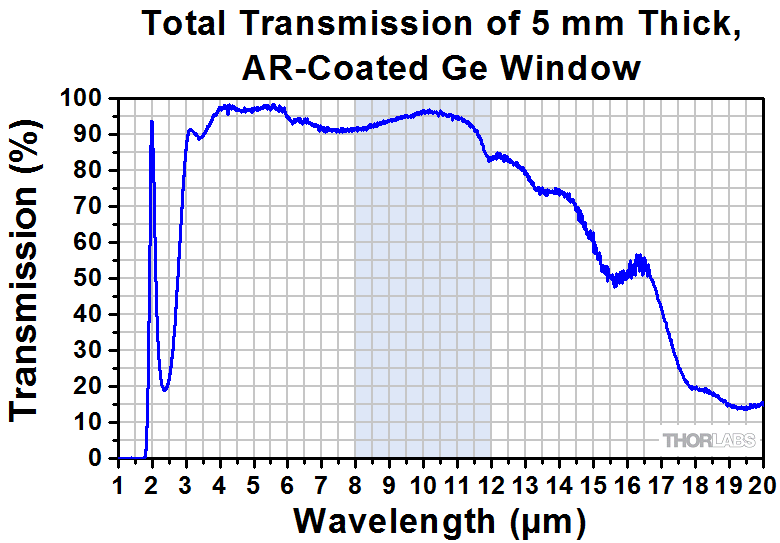 Total Transmission of 5 mm Thick,
AR-Coated Ge Window
Transmission (%)
100
90
80
70
60
50
40
30
20
10
0
THORLABS
1 2 3 4 5 6 7 8 9 10 11 12 13 14 15 16 17 18 19 20
Wavelength (µm)